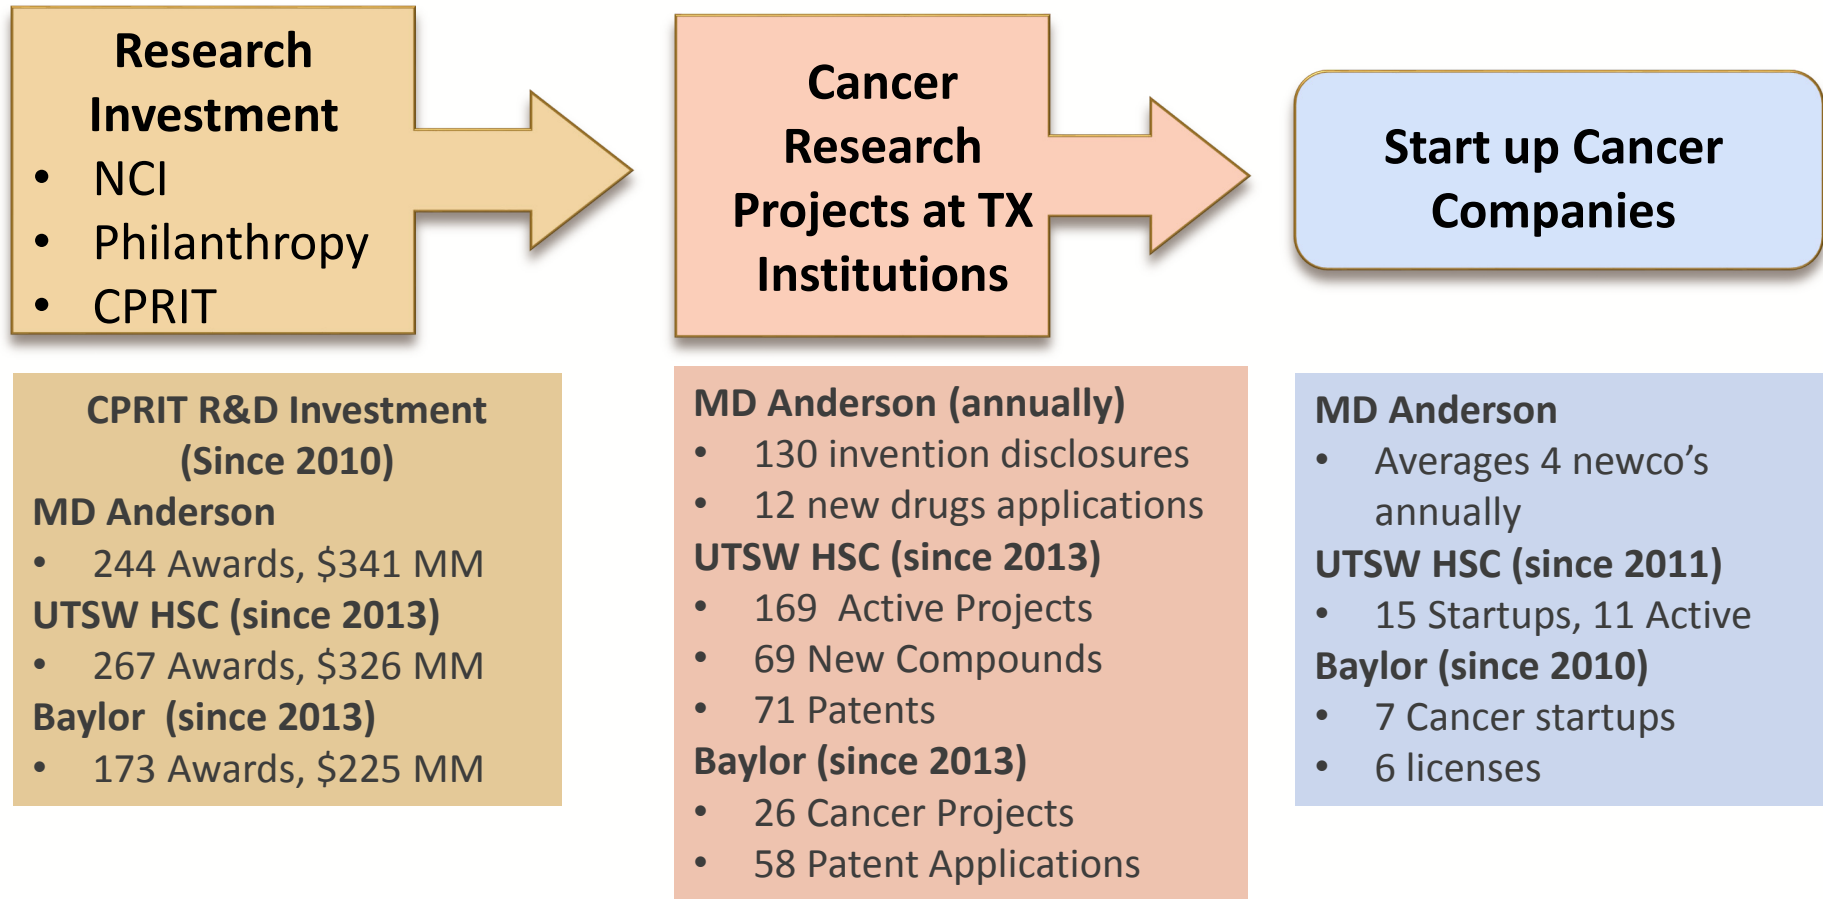 Research
Investment
• NCI
• Philanthropy
• CPRIT
Cancer
Research
Projects at TX
Institutions
Start up Cancer
Companies
CPRIT R&D Investment
(Since 2010)
MD Anderson
• 244 Awards, $341 MM
UTSW HSC (since 2013)
• 267 Awards, $326 MM
Baylor (since 2013)
• 173 Awards, $225 MM
MD Anderson (annually)
• 130 invention disclosures
• 12 new drugs applications
UTSW HSC (since 2013)
• 169 Active Projects
• 69 New Compounds
• 71 Patents
Baylor (since 2013)
• 26 Cancer Projects
• 58 Patent Applications
MD Anderson
• Averages 4 newco’s
annually
UTSW HSC (since 2011)
• 15 Startups, 11 Active
Baylor (since 2010)
• 7 Cancer startups
• 6 licenses